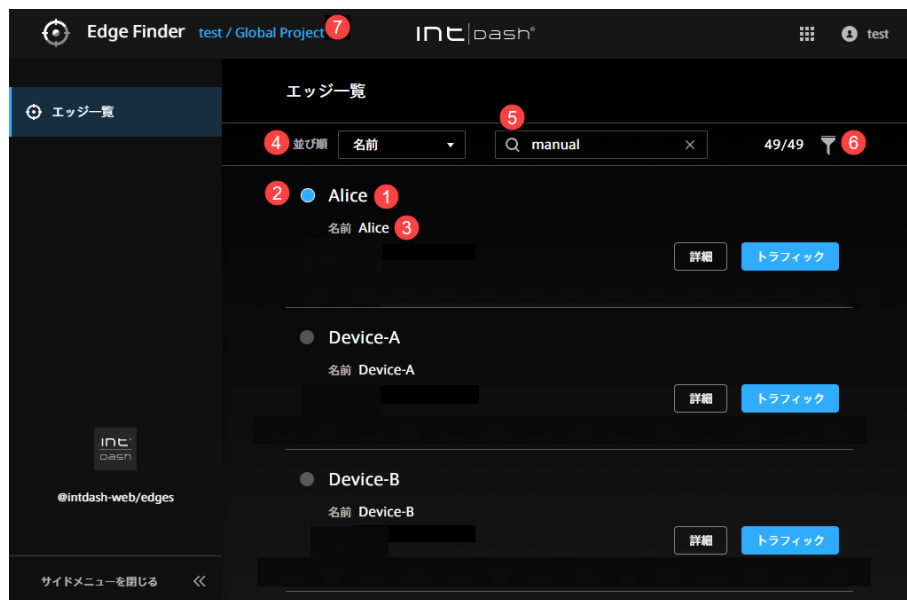 Edge Finder test / Global Project 7 intdash test
エッジ一覧
エッジ一覧
5
4 並び順 名前 manual 49/49 6
2 Alice 1
名前 Alice 3
詳細 トラフィック
Device-A
名前 Device-A
詳細 トラフィック
Device-B
名前 Device-B
詳細 トラフィック
int dash
@intdash-web/edges
サイドメニューを閉じる